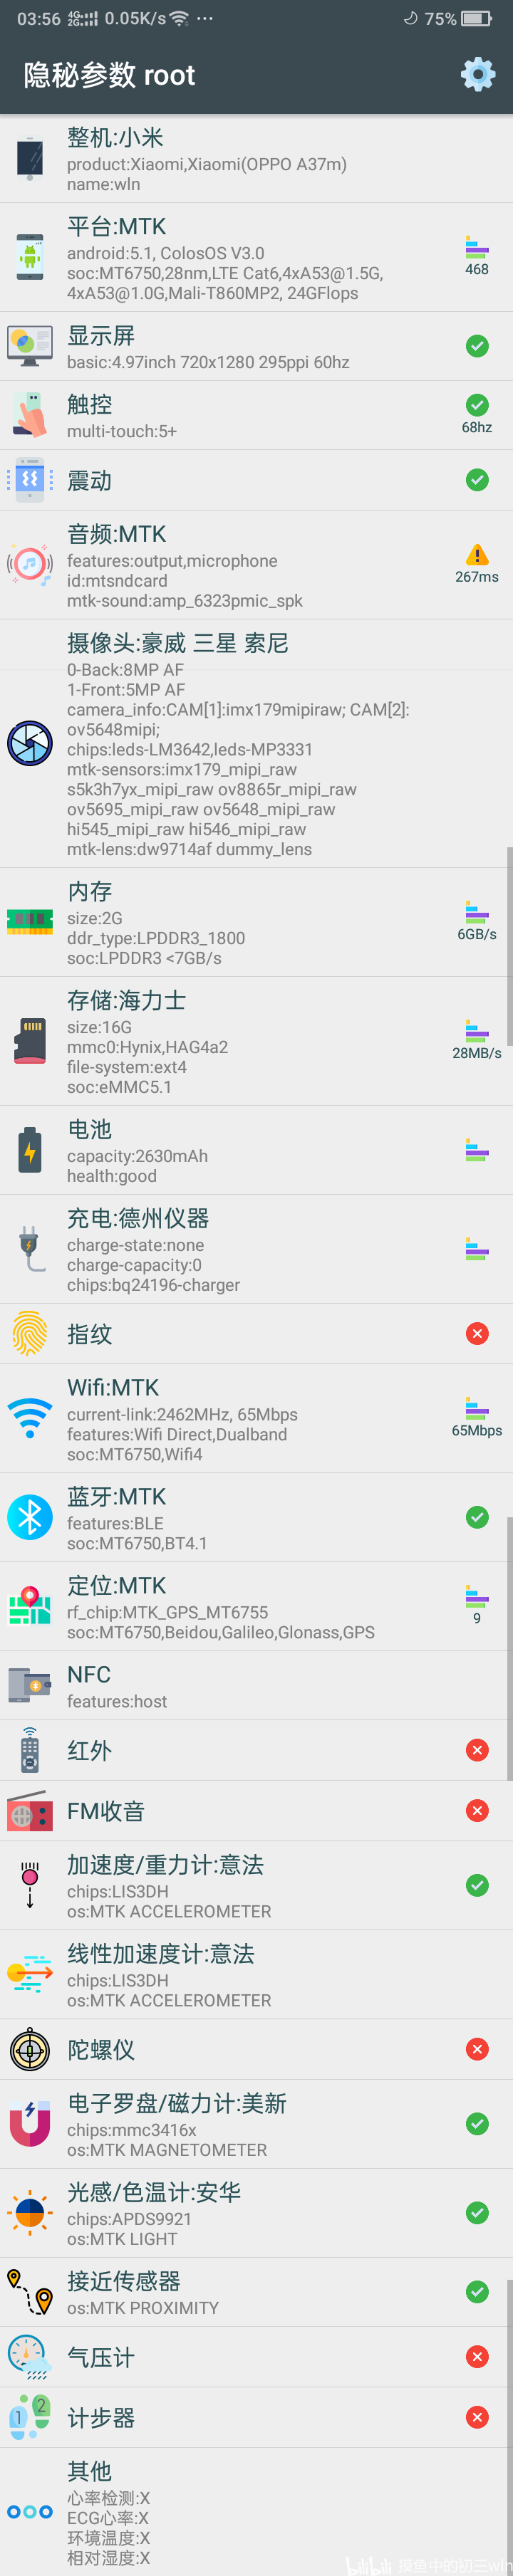 03:56 4G 2G 0.05K/s ··· 75%
隐秘参数 root
整机:小米
product:Xiaomi,Xiaomi(OPPO A37m)
name:wln
平台:MTK
android:5.1, ColosOS V3.0
soc:MT6750,28nm,LTE Cat6,4xA53@1.5G,
4xA53@1.0G,Mali-T860MP2, 24GFlops
468
显示屏
basic:4.97inch 720x1280 295ppi 60hz
触控
multi-touch:5+
68hz
震动
音频:MTK
features:output,microphone
id:mtsndcard
mtk-sound:amp_6323pmic_spk
267ms
摄像头:豪威 三星 索尼
0-Back:8MP AF
1-Front:5MP AF
camera_info:CAM[1]:imx179mipiraw; CAM[2]:
ov5648mipi;
chips:leds-LM3642,leds-MP3331
mtk-sensors:imx179_mipi_raw
s5k3h7yx_mipi_raw ov8865r_mipi_raw
ov5695_mipi_raw ov5648_mipi_raw
hi545_mipi_raw hi546_mipi_raw
mtk-lens:dw9714af dummy_lens
内存
size:2G
ddr_type:LPDDR3_1800
soc:LPDDR3 <7GB/s
6GB/s
存储:海力士
size:16G
mmc0:Hynix,HAG4a2
file-system:ext4
soc:eMMC5.1
28MB/s
电池
capacity:2630mAh
health:good
充电:德州仪器
charge-state:none
charge-capacity:0
chips:bq24196-charger
指纹
Wifi:MTK
current-link:2462MHz, 65Mbps
features:Wifi Direct,Dualband
soc:MT6750,Wifi4
65Mbps
蓝牙:MTK
features:BLE
soc:MT6750,BT4.1
定位:MTK
rf_chip:MTK_GPS_MT6755
soc:MT6750,Beidou,Galileo,Glonass,GPS
9
NFC
features:host
红外
FM收音
加速度/重力计:意法
chips:LIS3DH
os:MTK ACCELEROMETER
线性加速度计:意法
chips:LIS3DH
os:MTK ACCELEROMETER
陀螺仪
电子罗盘/磁力计:美新
chips:mmc3416x
os:MTK MAGNETOMETER
光感/色温计:安华
chips:APDS9921
os:MTK LIGHT
接近传感器
os:MTK PROXIMITY
气压计
计步器
1 2
其他
心率检测:X
ECG心率:X
环境温度:X
相对湿度:X
bilibili 摸鱼中的初三wln